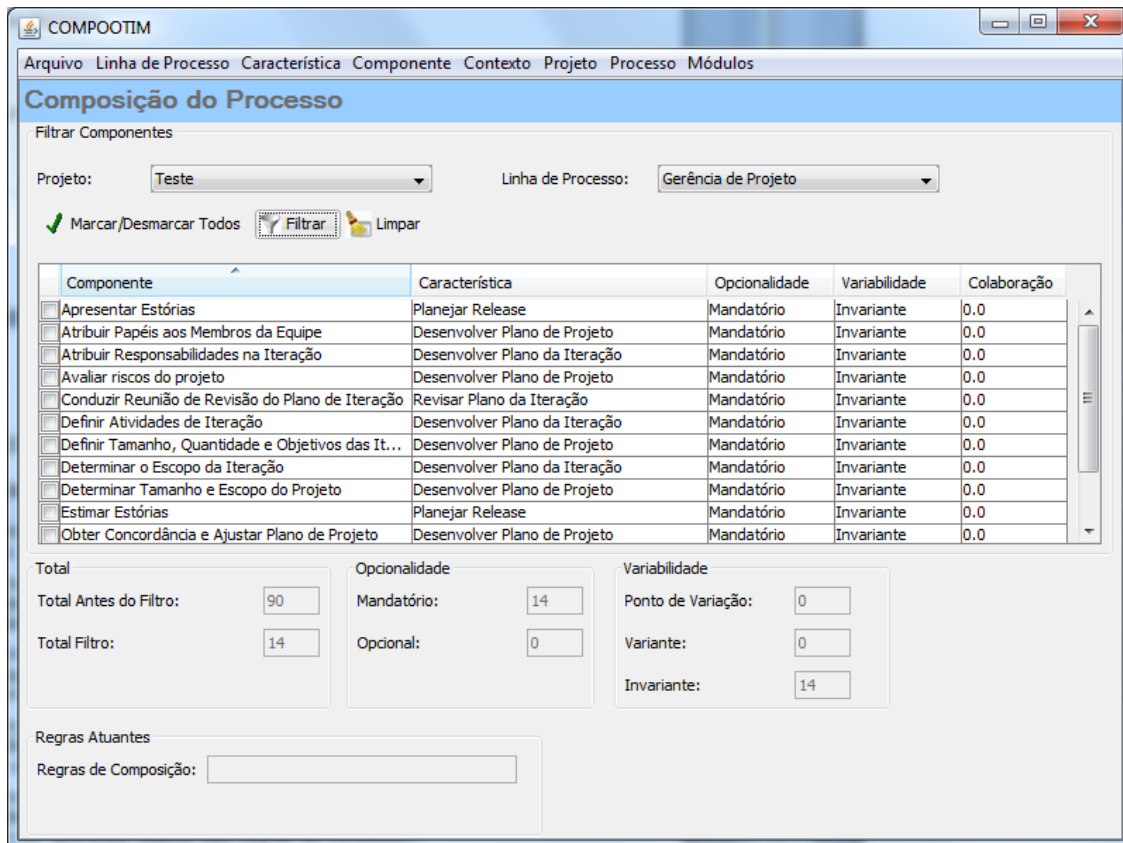 COMPOOTIM
Arquivo Linha de Processo Característica Componente Contexto Projeto Processo Módulos
Composição do Processo
Filtrar Componentes
Projeto: Teste Linha de Processo: Gerência de Projeto
Marcar/Desmarcar Todos Filtrar Limpar
Componente Característica Opcionalidade Variabilidade Colaboração
Apresentar Estórias Planejar Release Mandatório Invariante 0.0
Atribuir Papéis aos Membros da Equipe Desenvolver Plano de Projeto Mandatório Invariante 0.0
Atribuir Responsabilidades na Iteração Desenvolver Plano da Iteração Mandatório Invariante 0.0
Avaliar riscos do projeto Desenvolver Plano de Projeto Mandatório Invariante 0.0
Conduzir Reunião de Revisão do Plano de Iteração Revisar Plano da Iteração Mandatório Invariante 0.0
Definir Atividades de Iteração Desenvolver Plano da Iteração Mandatório Invariante 0.0
Definir Tamanho, Quantidade e Objetivos das It... Desenvolver Plano de Projeto Mandatório Invariante 0.0
Determinar o Escopo da Iteração Desenvolver Plano da Iteração Mandatório Invariante 0.0
Determinar Tamanho e Escopo do Projeto Desenvolver Plano de Projeto Mandatório Invariante 0.0
Estimar Estórias Planejar Release Mandatório Invariante 0.0
Obter Concordância e Ajustar Plano de Projeto Desenvolver Plano de Projeto Mandatório Invariante 0.0
Total Opcionalidade Variabilidade
Total Antes do Filtro: 90 Mandatório: 14 Ponto de Variação: 0
Total Filtro: 14 Opcional: 0 Variante: 0
Invariante: 14
Regras Atuantes
Regras de Composição: